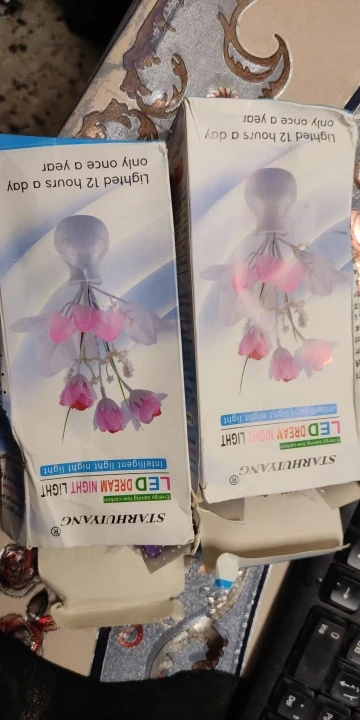 STARHUIYANG®
Energy saving low-carbon
LED DREAM NIGHT LIGHT
Intelligent light night light
Lighted 12 hours a day
only once a year
STARHUIYANG®
Energy saving low-carbon
LED DREAM NIGHT LIGHT
Intelligent light night light
Lighted 12 hours a day
only once a year
Ins